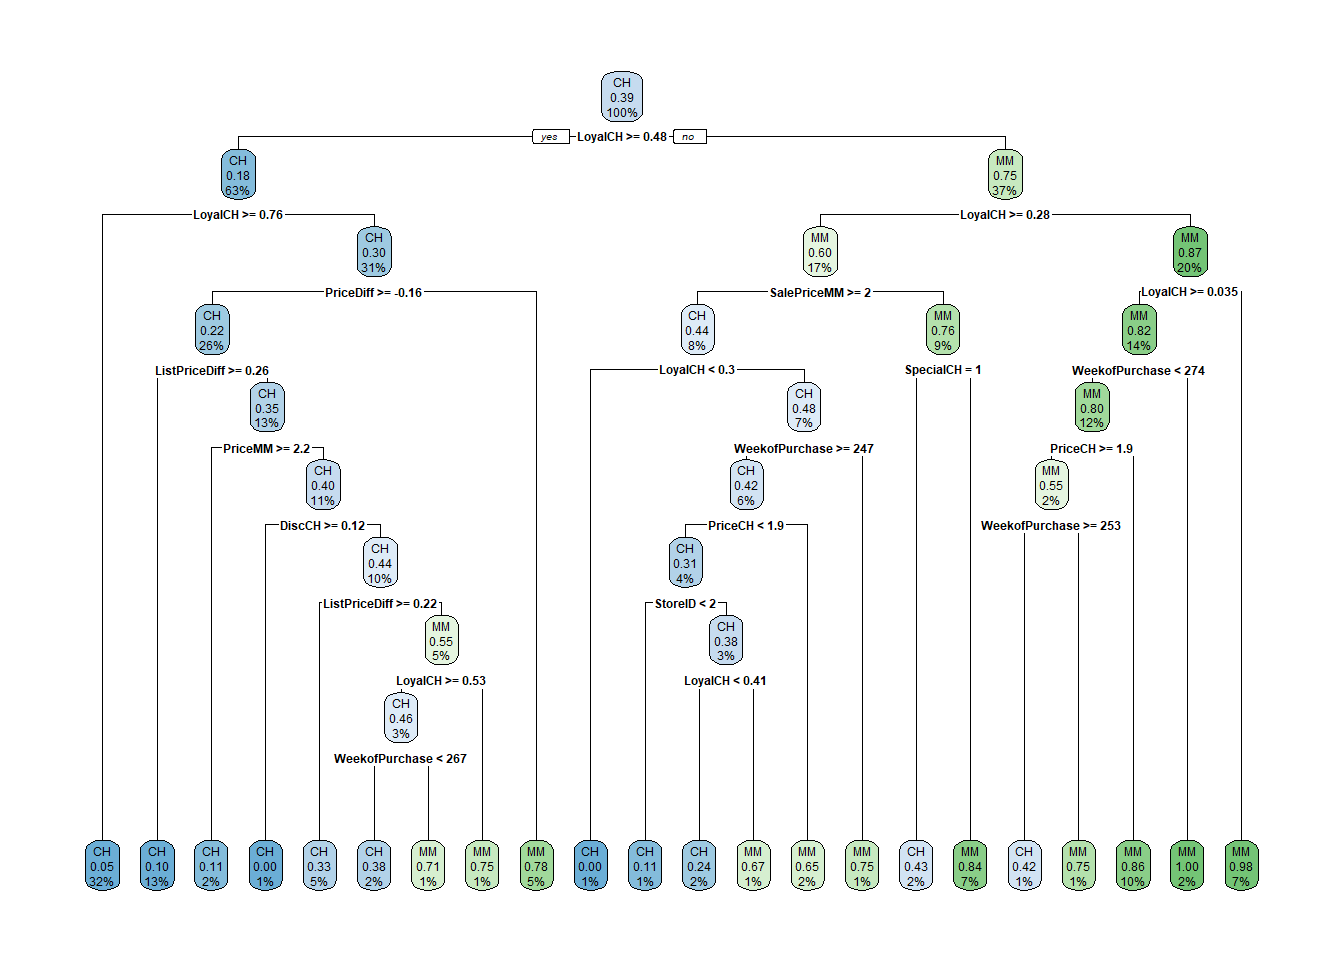 CH
0.39
100%
yes LoyalCH >= 0.48 no
CH
0.18
63%
MM
0.75
37%
LoyalCH >= 0.76
LoyalCH >= 0.28
CH
0.30
31%
MM
0.60
17%
MM
0.87
20%
PriceDiff >= -0.16
SalePriceMM >= 2
LoyalCH >= 0.035
CH
0.22
26%
CH
0.44
8%
MM
0.76
9%
MM
0.82
14%
ListPriceDiff >= 0.26
LoyalCH < 0.3
SpecialCH = 1
WeekofPurchase < 274
CH
0.35
13%
CH
0.48
7%
MM
0.80
12%
PriceMM >= 2.2
WeekofPurchase >= 247
PriceCH >= 1.9
CH
0.40
11%
CH
0.42
6%
MM
0.55
2%
DiscCH >= 0.12
PriceCH < 1.9
WeekofPurchase >= 253
CH
0.44
10%
CH
0.31
4%
ListPriceDiff >= 0.22
StoreID < 2
MM
0.55
5%
CH
0.38
3%
LoyalCH >= 0.53
LoyalCH < 0.41
CH
0.46
3%
WeekofPurchase < 267
CH
0.05
32%
CH
0.10
13%
CH
0.11
2%
CH
0.00
1%
CH
0.33
5%
CH
0.38
2%
MM
0.71
1%
MM
0.75
1%
MM
0.78
5%
CH
0.00
1%
CH
0.11
1%
CH
0.24
2%
MM
0.67
1%
MM
0.65
2%
MM
0.75
1%
CH
0.43
2%
MM
0.84
7%
CH
0.42
1%
MM
0.75
1%
MM
0.86
10%
MM
1.00
2%
MM
0.98
7%